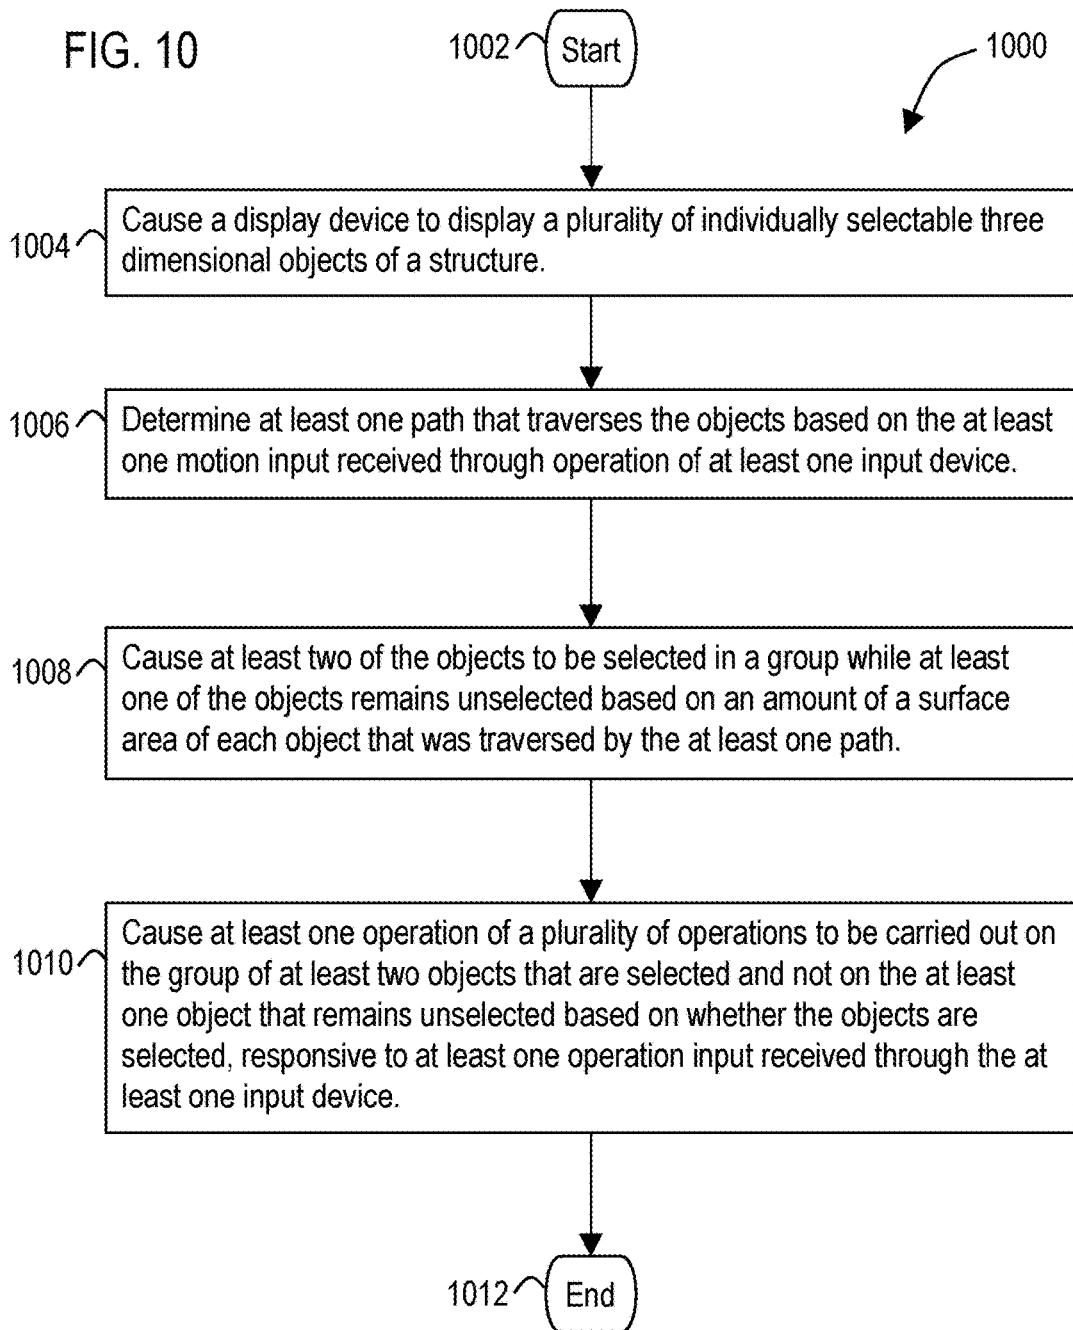 FIG. 10
1002
Start
1000
1004
Cause a display device to display a plurality of individually selectable three
dimensional objects of a structure.
1006
Determine at least one path that traverses the objects based on the at least
one motion input received through operation of at least one input device.
1008
Cause at least two of the objects to be selected in a group while at least
one of the objects remains unselected based on an amount of a surface
area of each object that was traversed by the at least one path.
1010
Cause at least one operation of a plurality of operations to be carried out on
the group of at least two objects that are selected and not on the at least
one object that remains unselected based on whether the objects are
selected, responsive to at least one operation input received through the at
least one input device.
1012
End